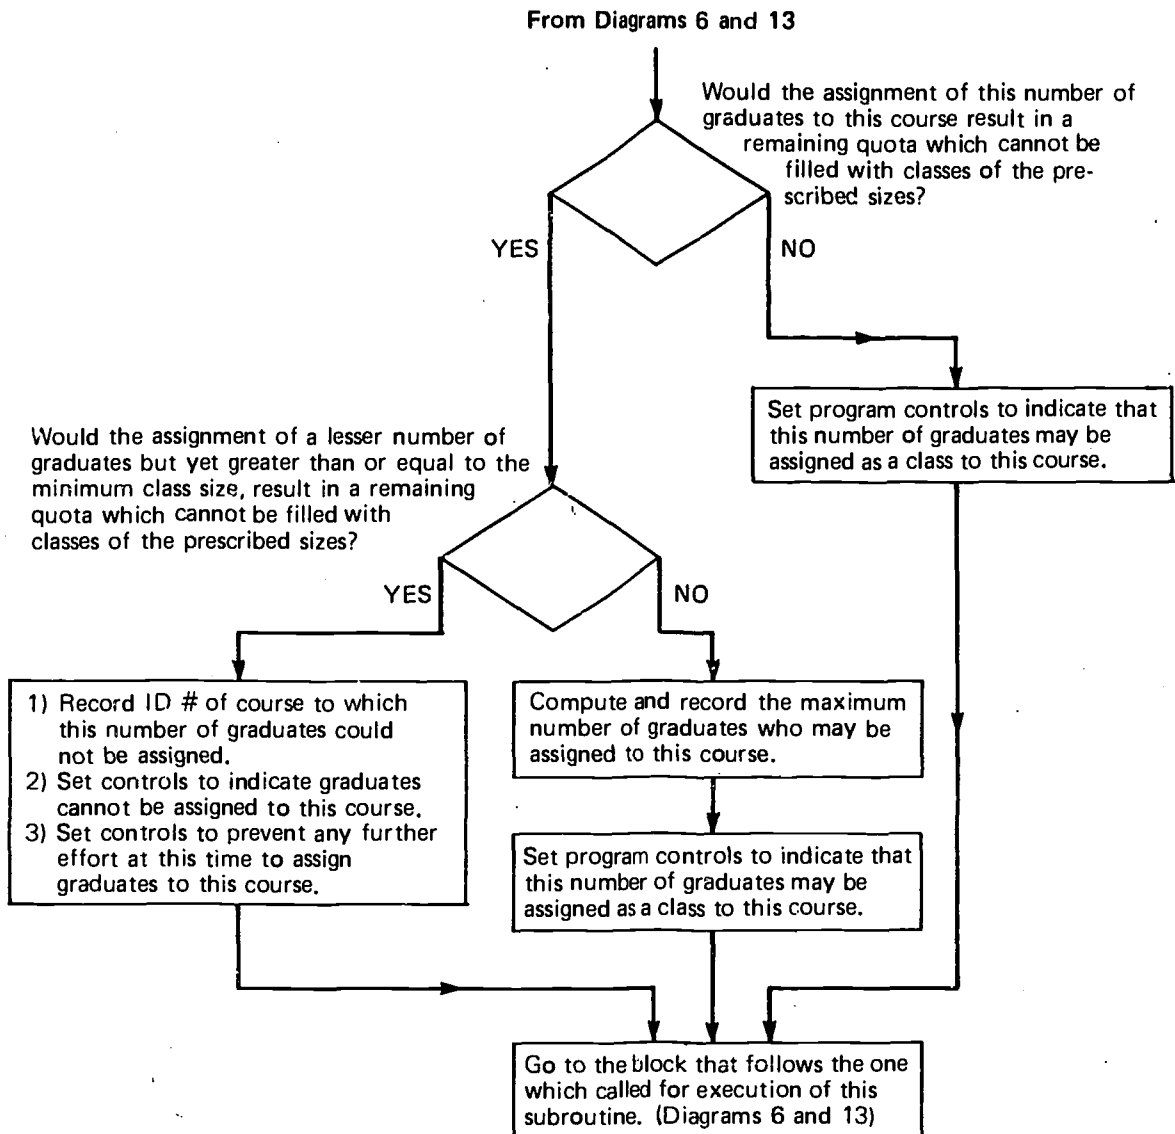 From Diagrams 6 and 13
Would the assignment of this number of
graduates to this course result in a
remaining quota which cannot be
filled with classes of the pre-
scribed sizes?
YES
NO
Set program controls to indicate that
this number of graduates may be
assigned as a class to this course.
Would the assignment of a lesser number of
graduates but yet greater than or equal to the
minimum class size, result in a remaining
quota which cannot be filled with
classes of the prescribed sizes?
YES
NO
1) Record ID # of course to which
this number of graduates could
not be assigned.
2) Set controls to indicate graduates
cannot be assigned to this course.
3) Set controls to prevent any further
effort at this time to assign
graduates to this course.
Compute and record the maximum
number of graduates who may be
assigned to this course.
Set program controls to indicate that
this number of graduates may be
assigned as a class to this course.
Go to the block that follows the one
which called for execution of this
subroutine. (Diagrams 6 and 13)